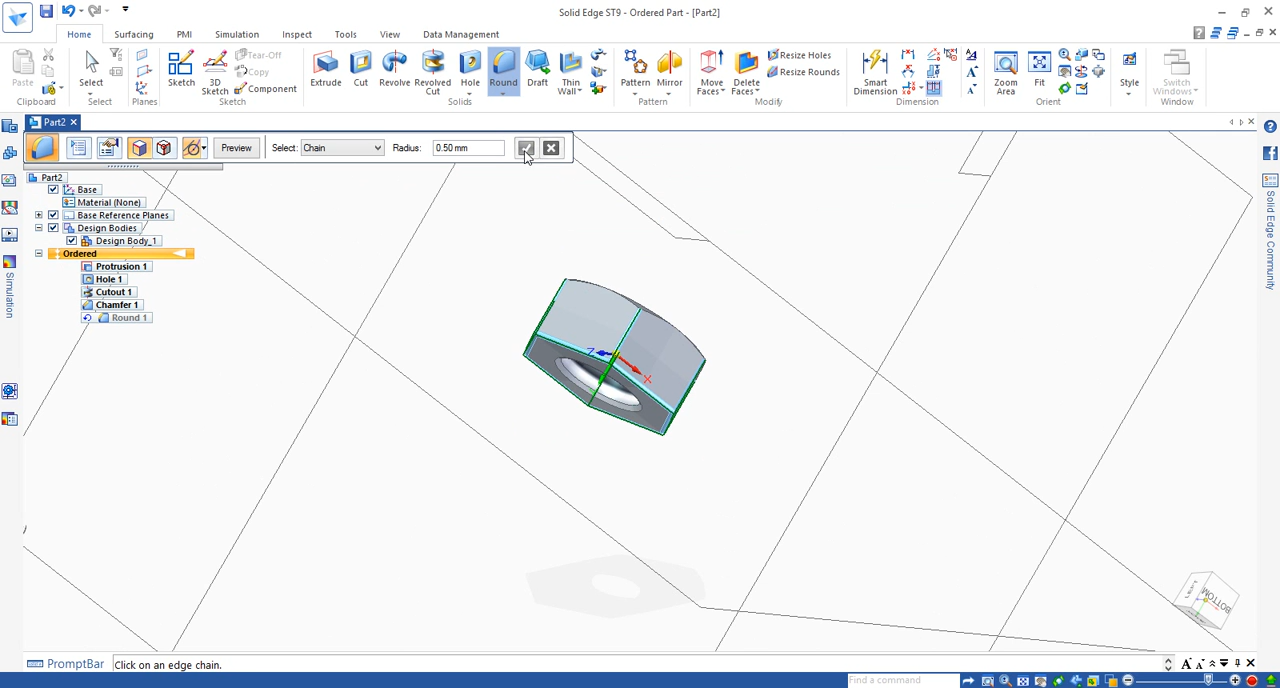 Solid Edge ST9 - Ordered Part - [Part2]
Home Surfacing PMI Simulation Inspect Tools View Data Management
Paste
Clipboard
Select
Select
Planes
Sketch
3D Sketch
Tear-Off
Copy
Component
Sketch
Extrude Cut Revolve Revolved Cut Hole Round Draft Thin Wall
Solids
Pattern Mirror
Pattern
Move Faces Delete Faces
Resize Holes
Resize Rounds
Modify
Smart Dimension
Dimension
Zoom Area
Fit
Orient
Style
Style
Switch Windows
Window
Part2
Preview Select: Chain Radius: 0.50 mm
Part2
Base
Material (None)
Base Reference Planes
Design Bodies
Design Body_1
Ordered
Protrusion 1
Hole 1
Cutout 1
Chamfer 1
Round 1
Simulation
Solid Edge Community
Z
X
LEFT
BOTTOM
PromptBar Click on an edge chain.
Find a command